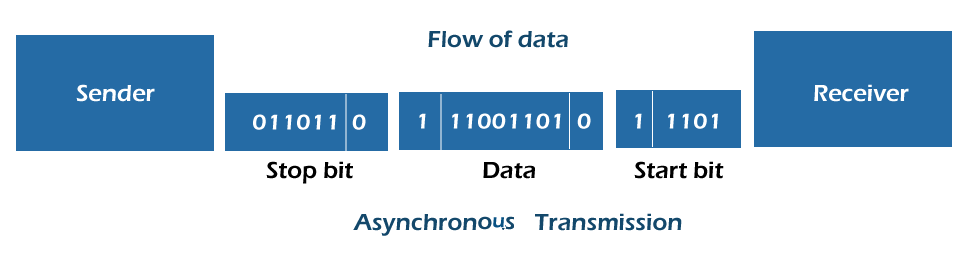 Flow of data
Sender
Receiver
011011 0
1 11001101 0
1 1101
Stop bit
Data
Start bit
Asynchronous Transmission